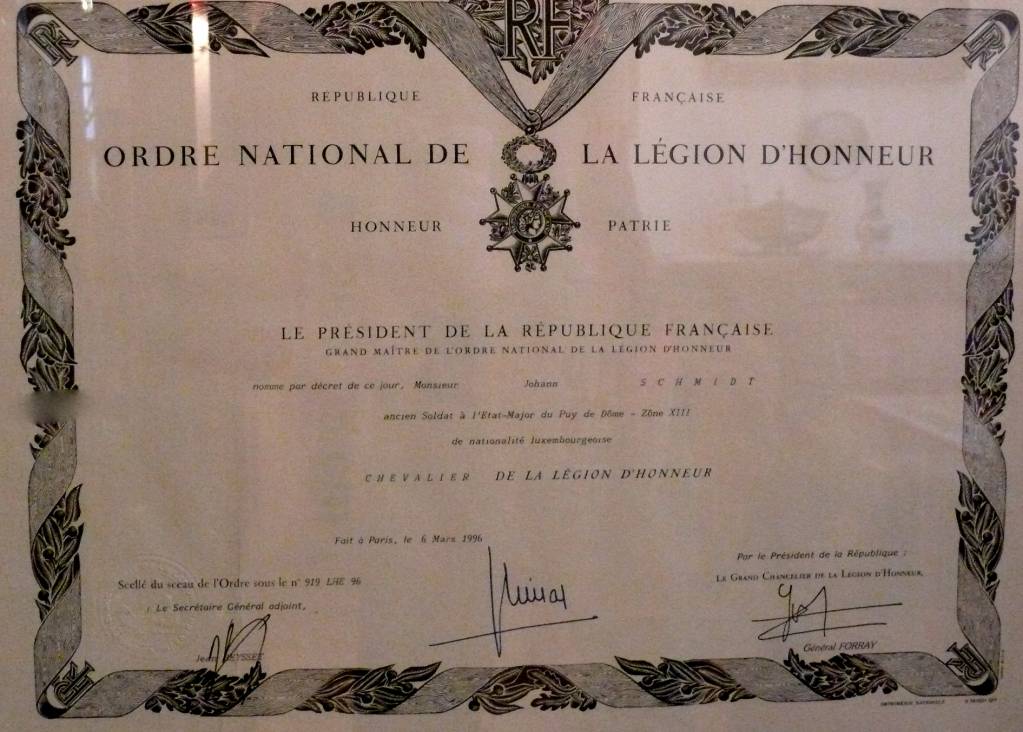 RF
RÉPUBLIQUE FRANÇAISE
ORDRE NATIONAL DE LA LÉGION D'HONNEUR
HONNEUR PATRIE
LE PRÉSIDENT DE LA RÉPUBLIQUE FRANÇAISE
GRAND MAÎTRE DE L'ORDRE NATIONAL DE LA LÉGION D'HONNEUR
nomme par décret de ce jour, Monsieur Johann SCHMIDT
ancien Soldat à l'Etat-Major du Puy de Dôme - Zône XIII
de nationalité luxembourgeoise
CHEVALIER DE LA LÉGION D'HONNEUR
Fait à Paris, le 6 Mars 1996
Par le Président de la République :
Scellé du sceau de l'Ordre sous le n° 919 LHE 96
LE GRAND CHANCELIER DE LA LÉGION D'HONNEUR,
Le Secrétaire Général adjoint,
Général FORRAY
IMPRIMERIE NATIONALE